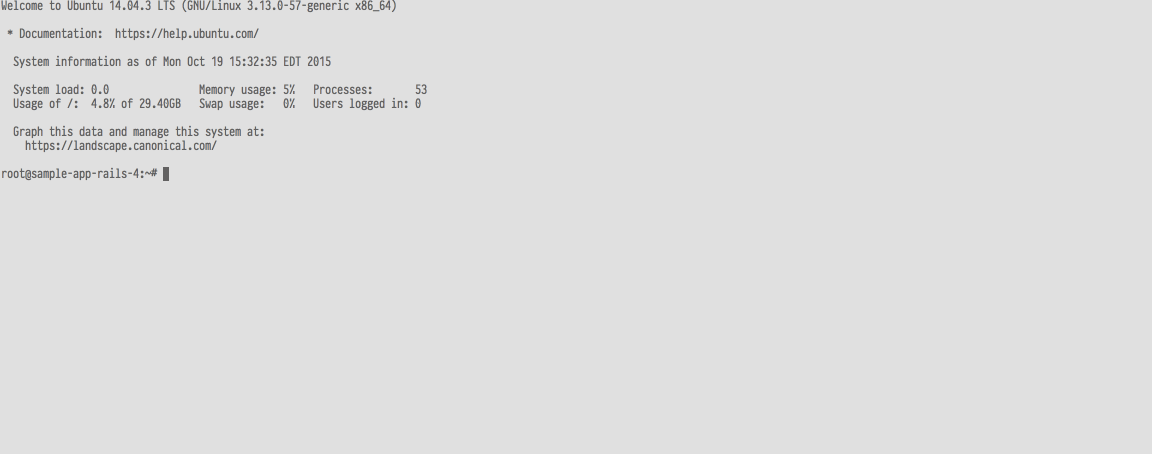 Welcome to Ubuntu 14.04.3 LTS (GNU/Linux 3.13.0-57-generic x86_64)
* Documentation:  https://help.ubuntu.com/
System information as of Mon Oct 19 15:32:35 EDT 2015
System load: 0.0               Memory usage: 5%   Processes:       53
Usage of /:  4.8% of 29.40GB   Swap usage:   0%   Users logged in: 0
Graph this data and manage this system at:
https://landscape.canonical.com/
root@sample-app-rails-4:~#